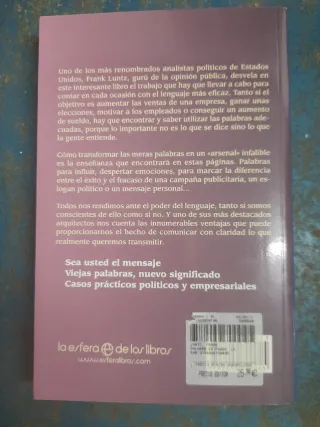 Uno de los más renombrados analistas políticos de Estados
Unidos, Frank Luntz, gurú de la opinión pública, desvela en
este interesante libro el trabajo que hay que llevar a cabo para
contar en cada ocasión con el lenguaje más eficaz. Tanto si el
objetivo es aumentar las ventas de una empresa, ganar unas
elecciones, motivar a los empleados o conseguir un aumento
de sueldo, hay que encontrar y saber utilizar las palabras ade-
cuadas, porque lo importante no es lo que se dice sino lo que
la gente entiende.
Cómo transformar las meras palabras en un «arsenal» infalible
es la enseñanza que encontrará en estas páginas. Palabras
para influir, despertar emociones, para marcar la diferencia
entre el éxito y el fracaso de una campaña publicitaria, un es-
logan político o un mensaje personal...
Todos nos rendimos ante el poder del lenguaje, tanto si somos
conscientes de ello como si no. Y uno de sus más destacados
arquitectos nos cuenta las innumerables ventajas que puede
proporcionarnos el hecho de comunicar con claridad lo que
realmente queremos transmitir.
Sea usted el mensaje
Viejas palabras, nuevo significado
Casos prácticos políticos y empresariales
la esfera de los libros
www.esferalibros.com